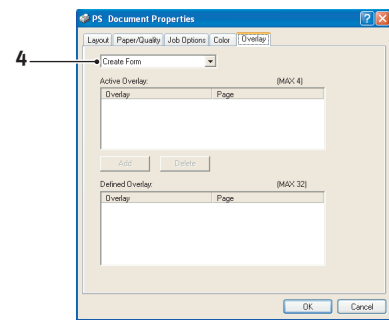 PS Document Properties
Layout Paper/Quality Job Options Color Overlay
4
Create Form
Active Overlay: (MAX 4)
Overlay Page
Add Delete
Defined Overlay: (MAX 32)
Overlay Page
OK Cancel